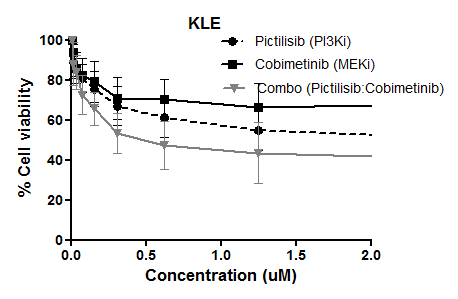 KLE
Pictilisib (PI3Ki)
Cobimetinib (MEKi)
Combo (Pictilisib:Cobimetinib)
% Cell viability
100
80
60
40
20
0
0.0 0.5 1.0 1.5 2.0
Concentration (uM)